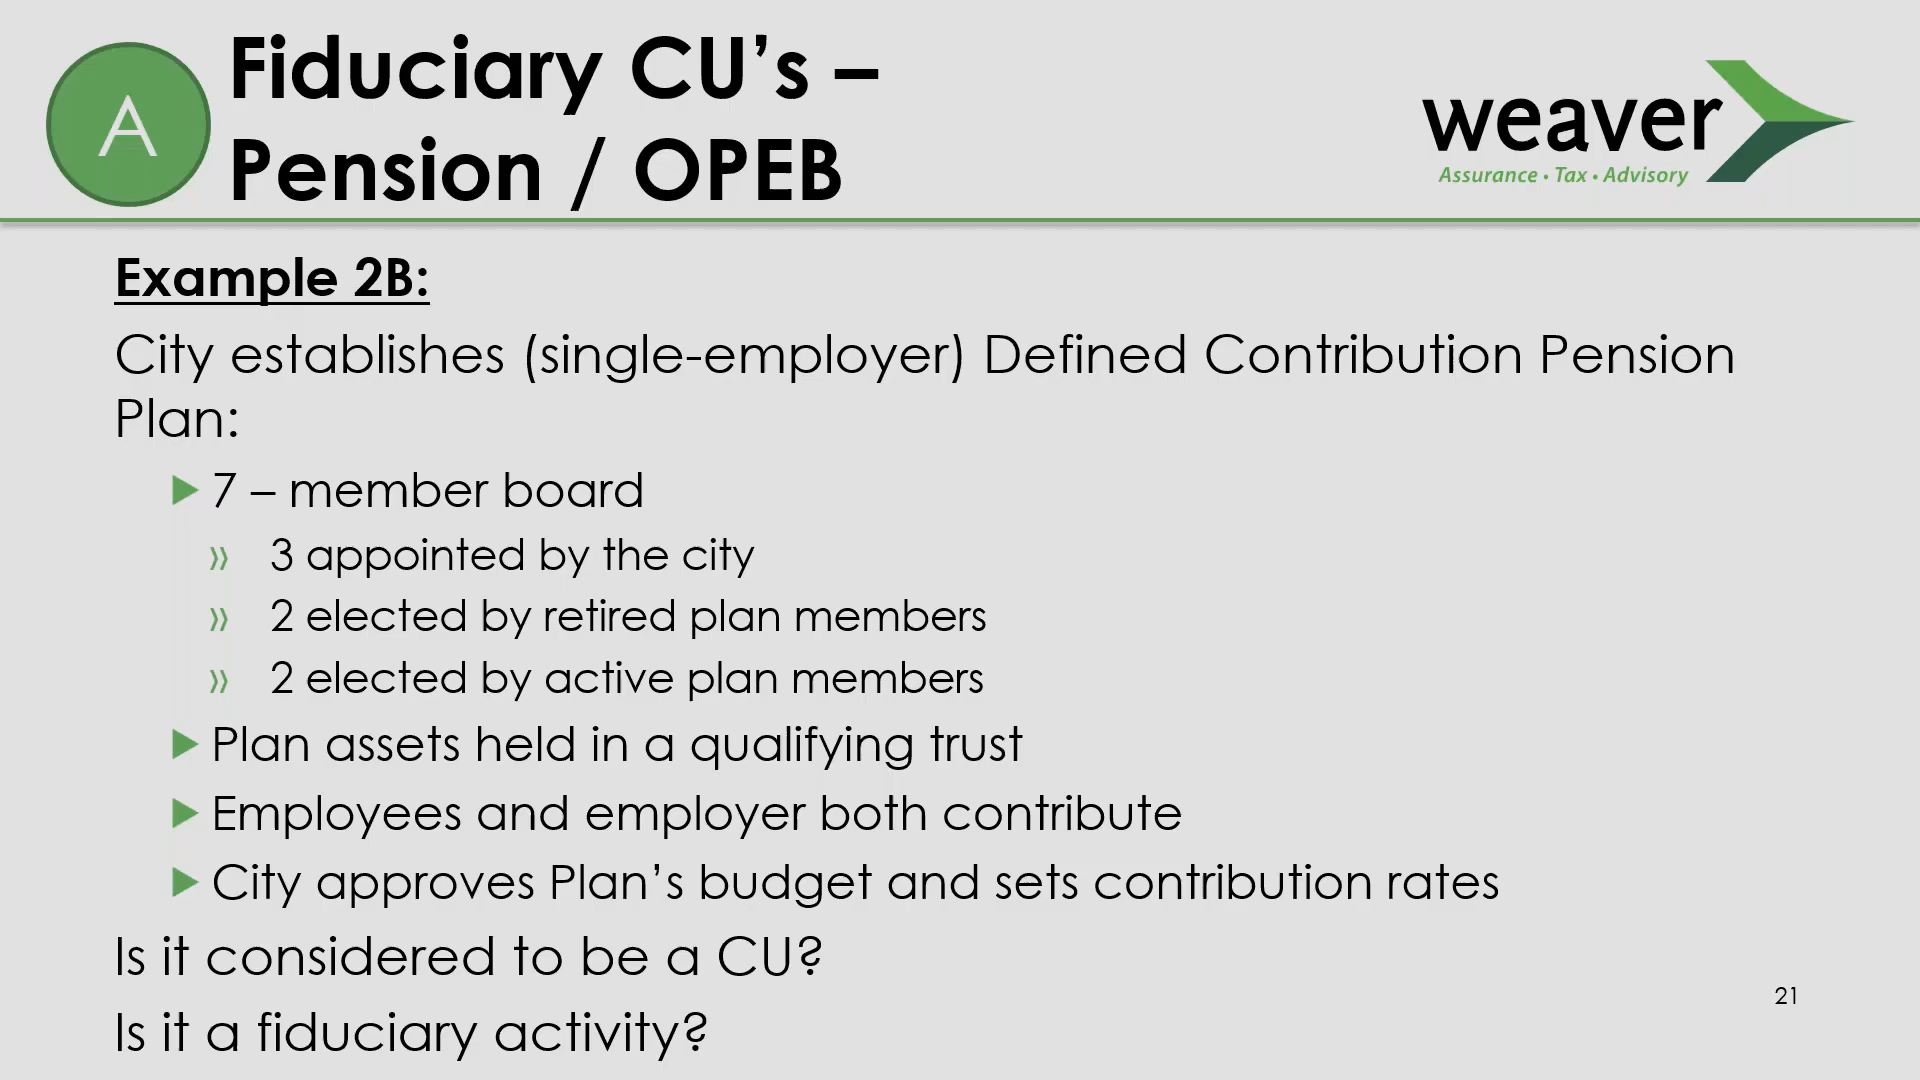 A
Fiduciary CU’s –
Pension / OPEB
weaver
Assurance • Tax • Advisory
Example 2B:
City establishes (single-employer) Defined Contribution Pension
Plan:
7 – member board
3 appointed by the city
2 elected by retired plan members
2 elected by active plan members
Plan assets held in a qualifying trust
Employees and employer both contribute
City approves Plan’s budget and sets contribution rates
Is it considered to be a CU?
21
Is it a fiduciary activity?